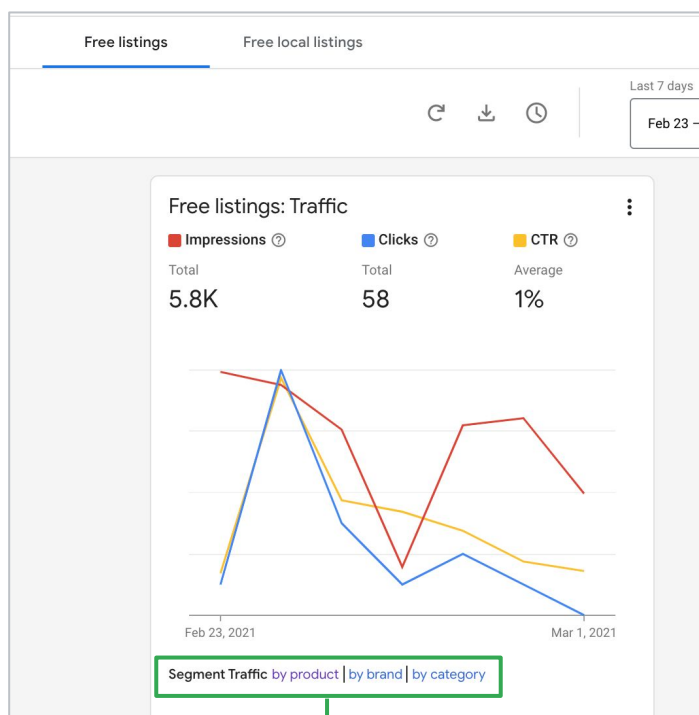 Free listings Free local listings
Last 7 days
Feb 23 –
Free listings: Traffic
Impressions Clicks CTR
Total Total Average
5.8K 58 1%
Feb 23, 2021 Mar 1, 2021
Segment Traffic by product | by brand | by category